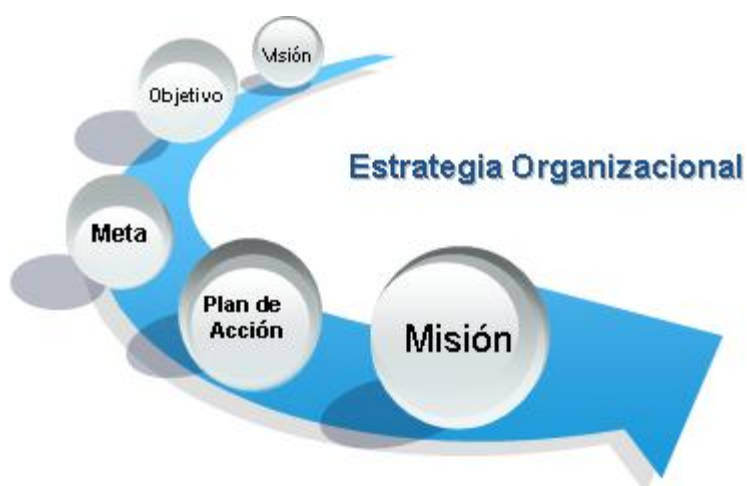 Visión
Objetivo
Estrategia Organizacional
Meta
Plan de
Acción
Misión